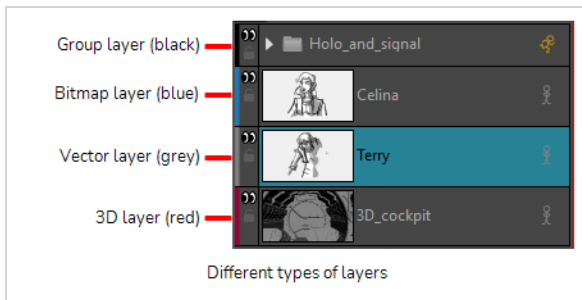 Group layer (black)
Holo_and_signal
Bitmap layer (blue)
Celina
Vector layer (grey)
Terry
3D layer (red)
3D_cockpit
Different types of layers